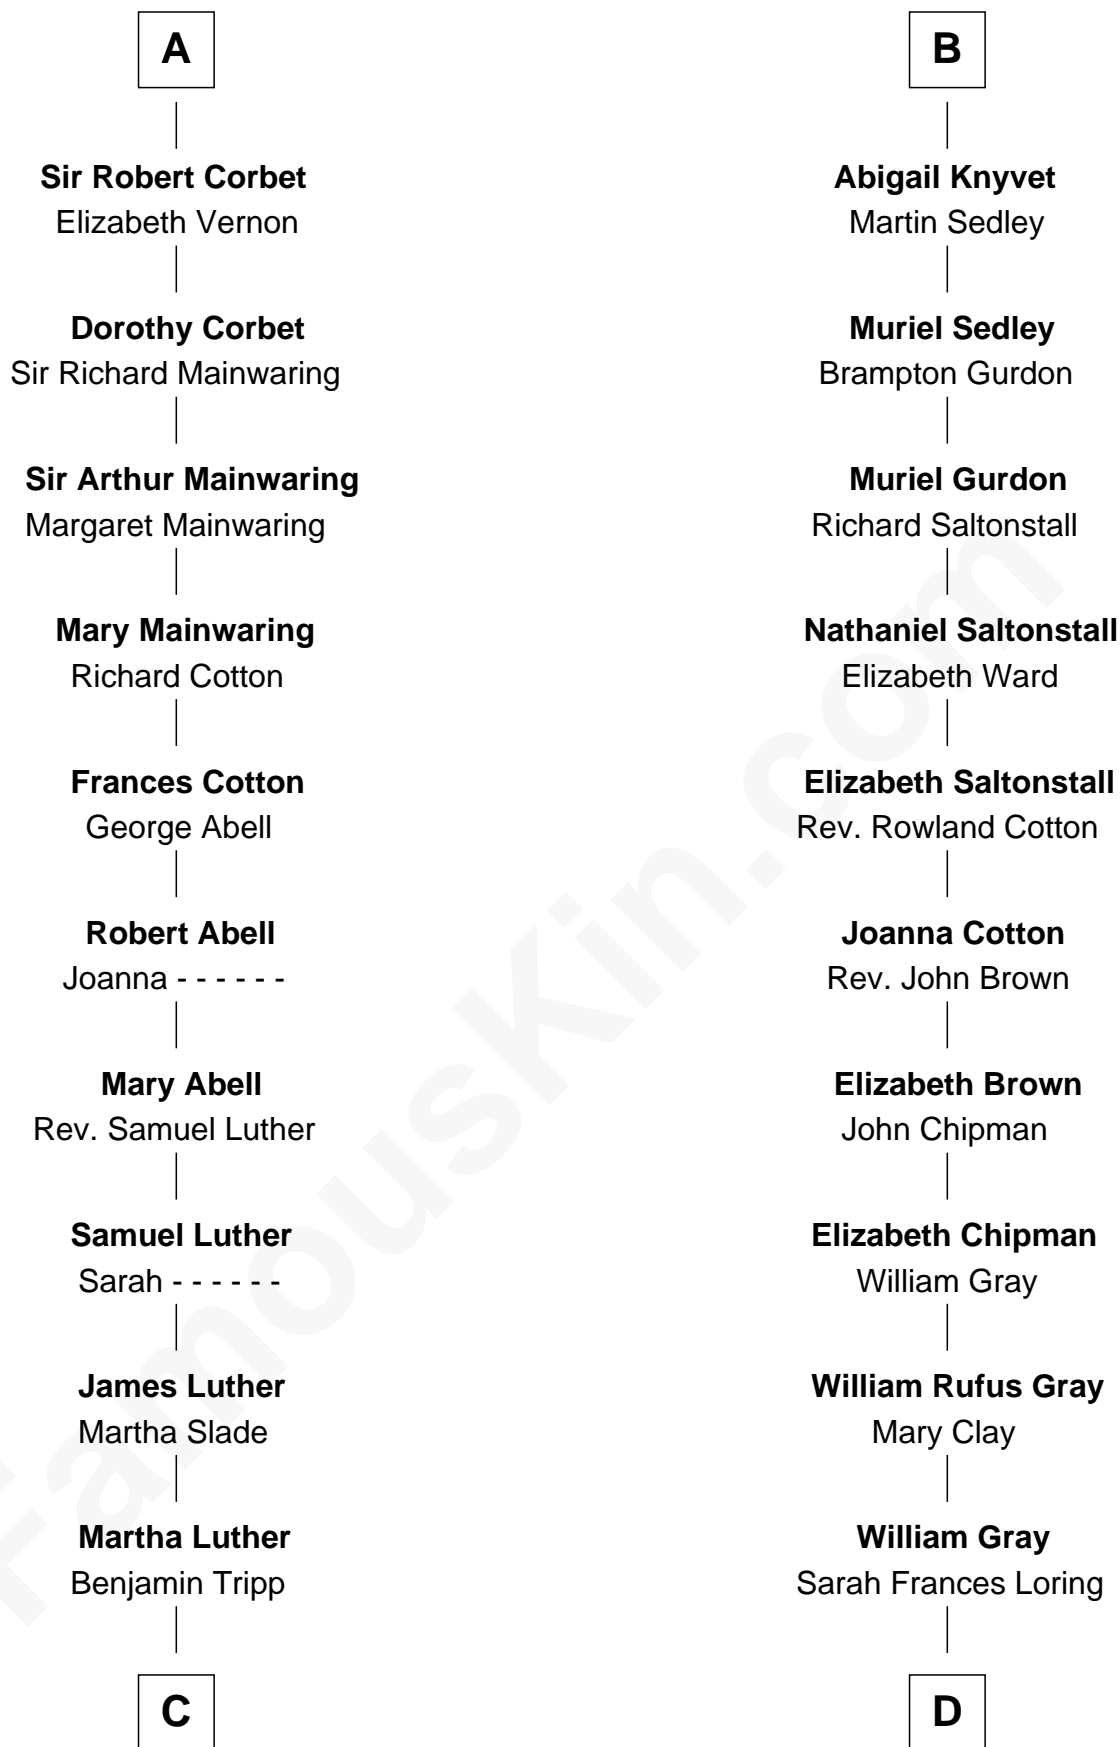 A
Sir Robert Corbet
Elizabeth Vernon
Dorothy Corbet
Sir Richard Mainwaring
Sir Arthur Mainwaring
Margaret Mainwaring
Mary Mainwaring
Richard Cotton
Frances Cotton
George Abell
Robert Abell
Joanna - - - - - -
Mary Abell
Rev. Samuel Luther
Samuel Luther
Sarah - - - - - -
James Luther
Martha Slade
Martha Luther
Benjamin Tripp
C
B
Abigail Knyvet
Martin Sedley
Muriel Sedley
Brampton Gurdon
Muriel Gurdon
Richard Saltonstall
Nathaniel Saltonstall
Elizabeth Ward
Elizabeth Saltonstall
Rev. Rowland Cotton
Joanna Cotton
Rev. John Brown
Elizabeth Brown
John Chipman
Elizabeth Chipman
William Gray
William Rufus Gray
Mary Clay
William Gray
Sarah Frances Loring
D
FamousKin.com